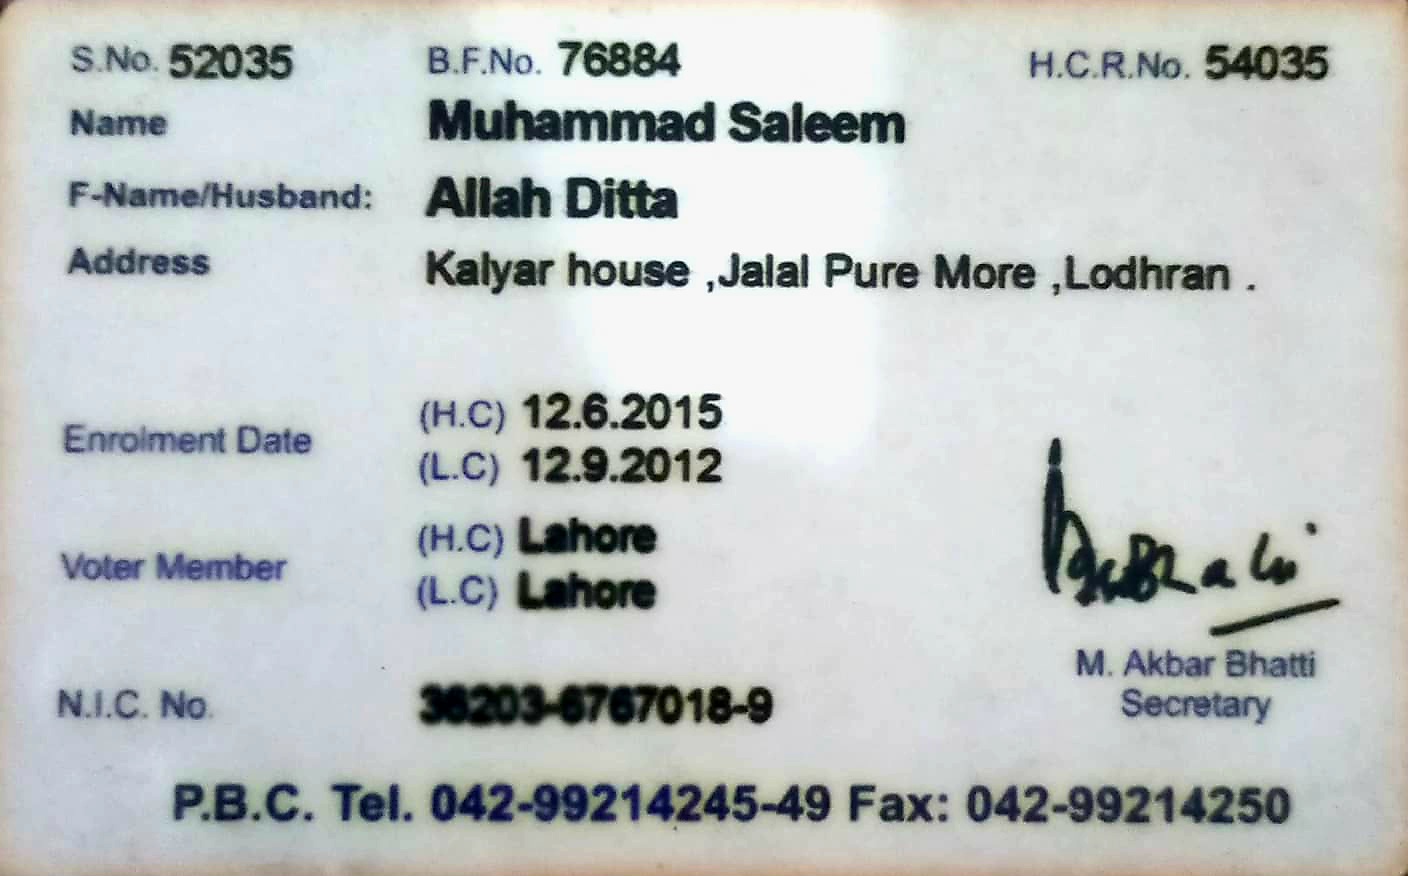 S.No. 52035 B.F.No. 76884 H.C.R.No. 54035
Name Muhammad Saleem
F-Name/Husband: Allah Ditta
Address Kalyar house ,Jalal Pure More ,Lodhran .
Enrolment Date (H.C) 12.6.2015
(L.C) 12.9.2012
Voter Member (H.C) Lahore
(L.C) Lahore
N.I.C. No. 36203-6767018-9
M. Akbar Bhatti
Secretary
P.B.C. Tel. 042-99214245-49 Fax: 042-99214250